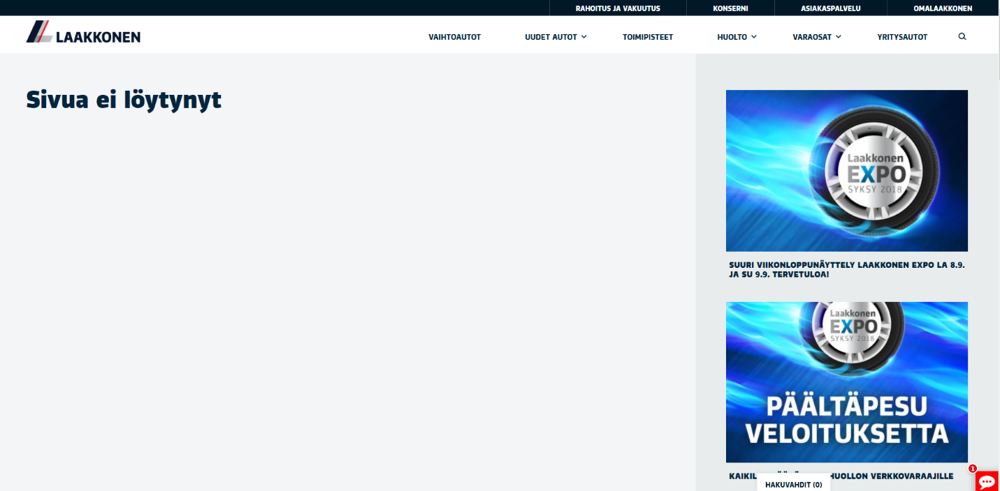 RAHOITUS JA VAKUUTUS KONSERNI ASIAKASPALVELU OMALAAKKONEN
LAAKKONEN VAIHTOAUTOT UUDET AUTOT TOIMIPISTEET HUOLTO VARAOSAT YRITYSAUTOT
Sivua ei löytynyt
Laakkonen
EXPO
SYKSY 2018
SUURI VIIKONLOPPUNÄYTTELY LAAKKONEN EXPO LA 8.9.
JA SU 9.9. TERVETULOA!
Laakkonen
EXPO
SYKSY 2018
PÄÄLTÄPESU
VELOITUKSETTA
1
HUOLLON VERKKOVARAAJILLE
HAKUVAHDIT (0)